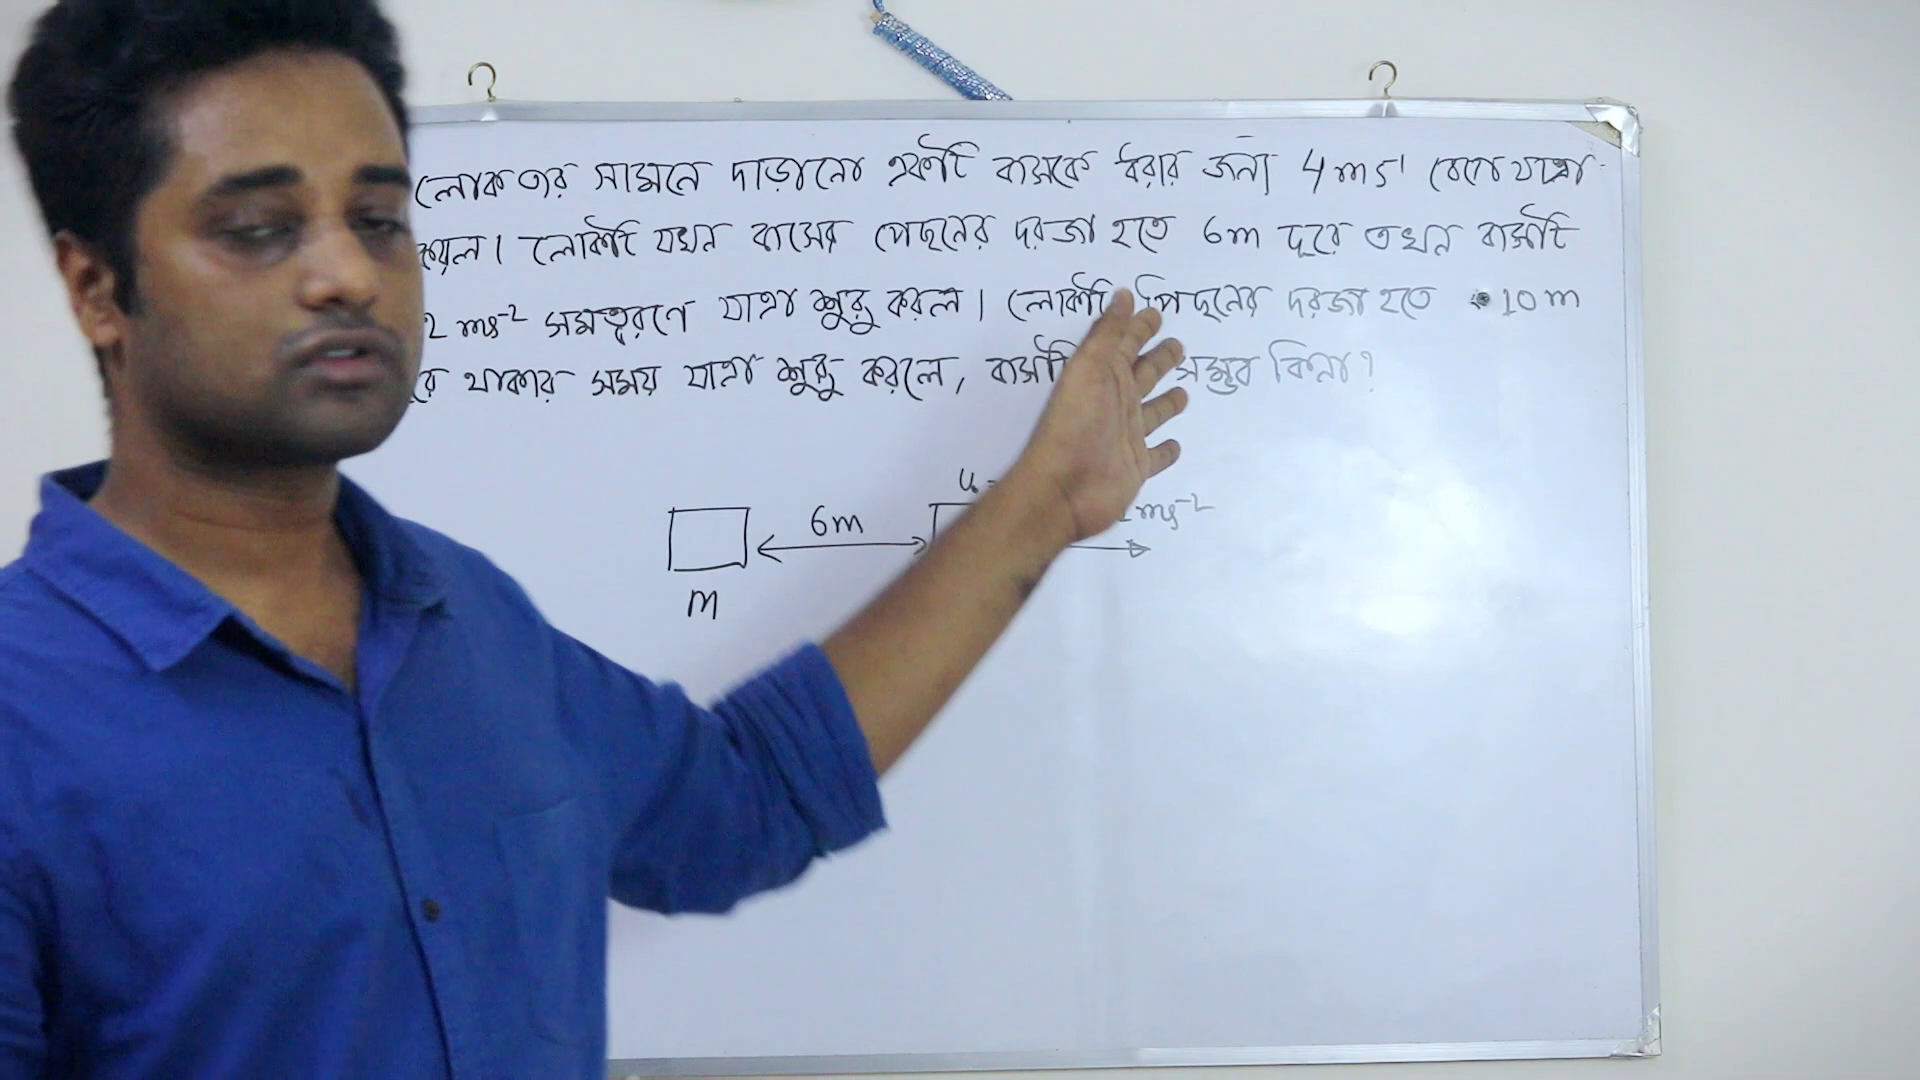 লোক তার সামনে দাড়ানো একটি বাসকে ধরার জন্য 4 ms⁻¹ বেগে যাত্রা
করল। লোকটি যখন বাসের পেছনের দরজা হতে 6m দূরে তখন বাসটি
2 ms⁻² সমত্বরণে যাত্রা শুরু করল। লোকটি পিছনের দরজা হতে 10 m
থাকার সময় যাত্রা শুরু করলে, বাসটি সম্ভব কিনা?
6m
ms⁻²
m